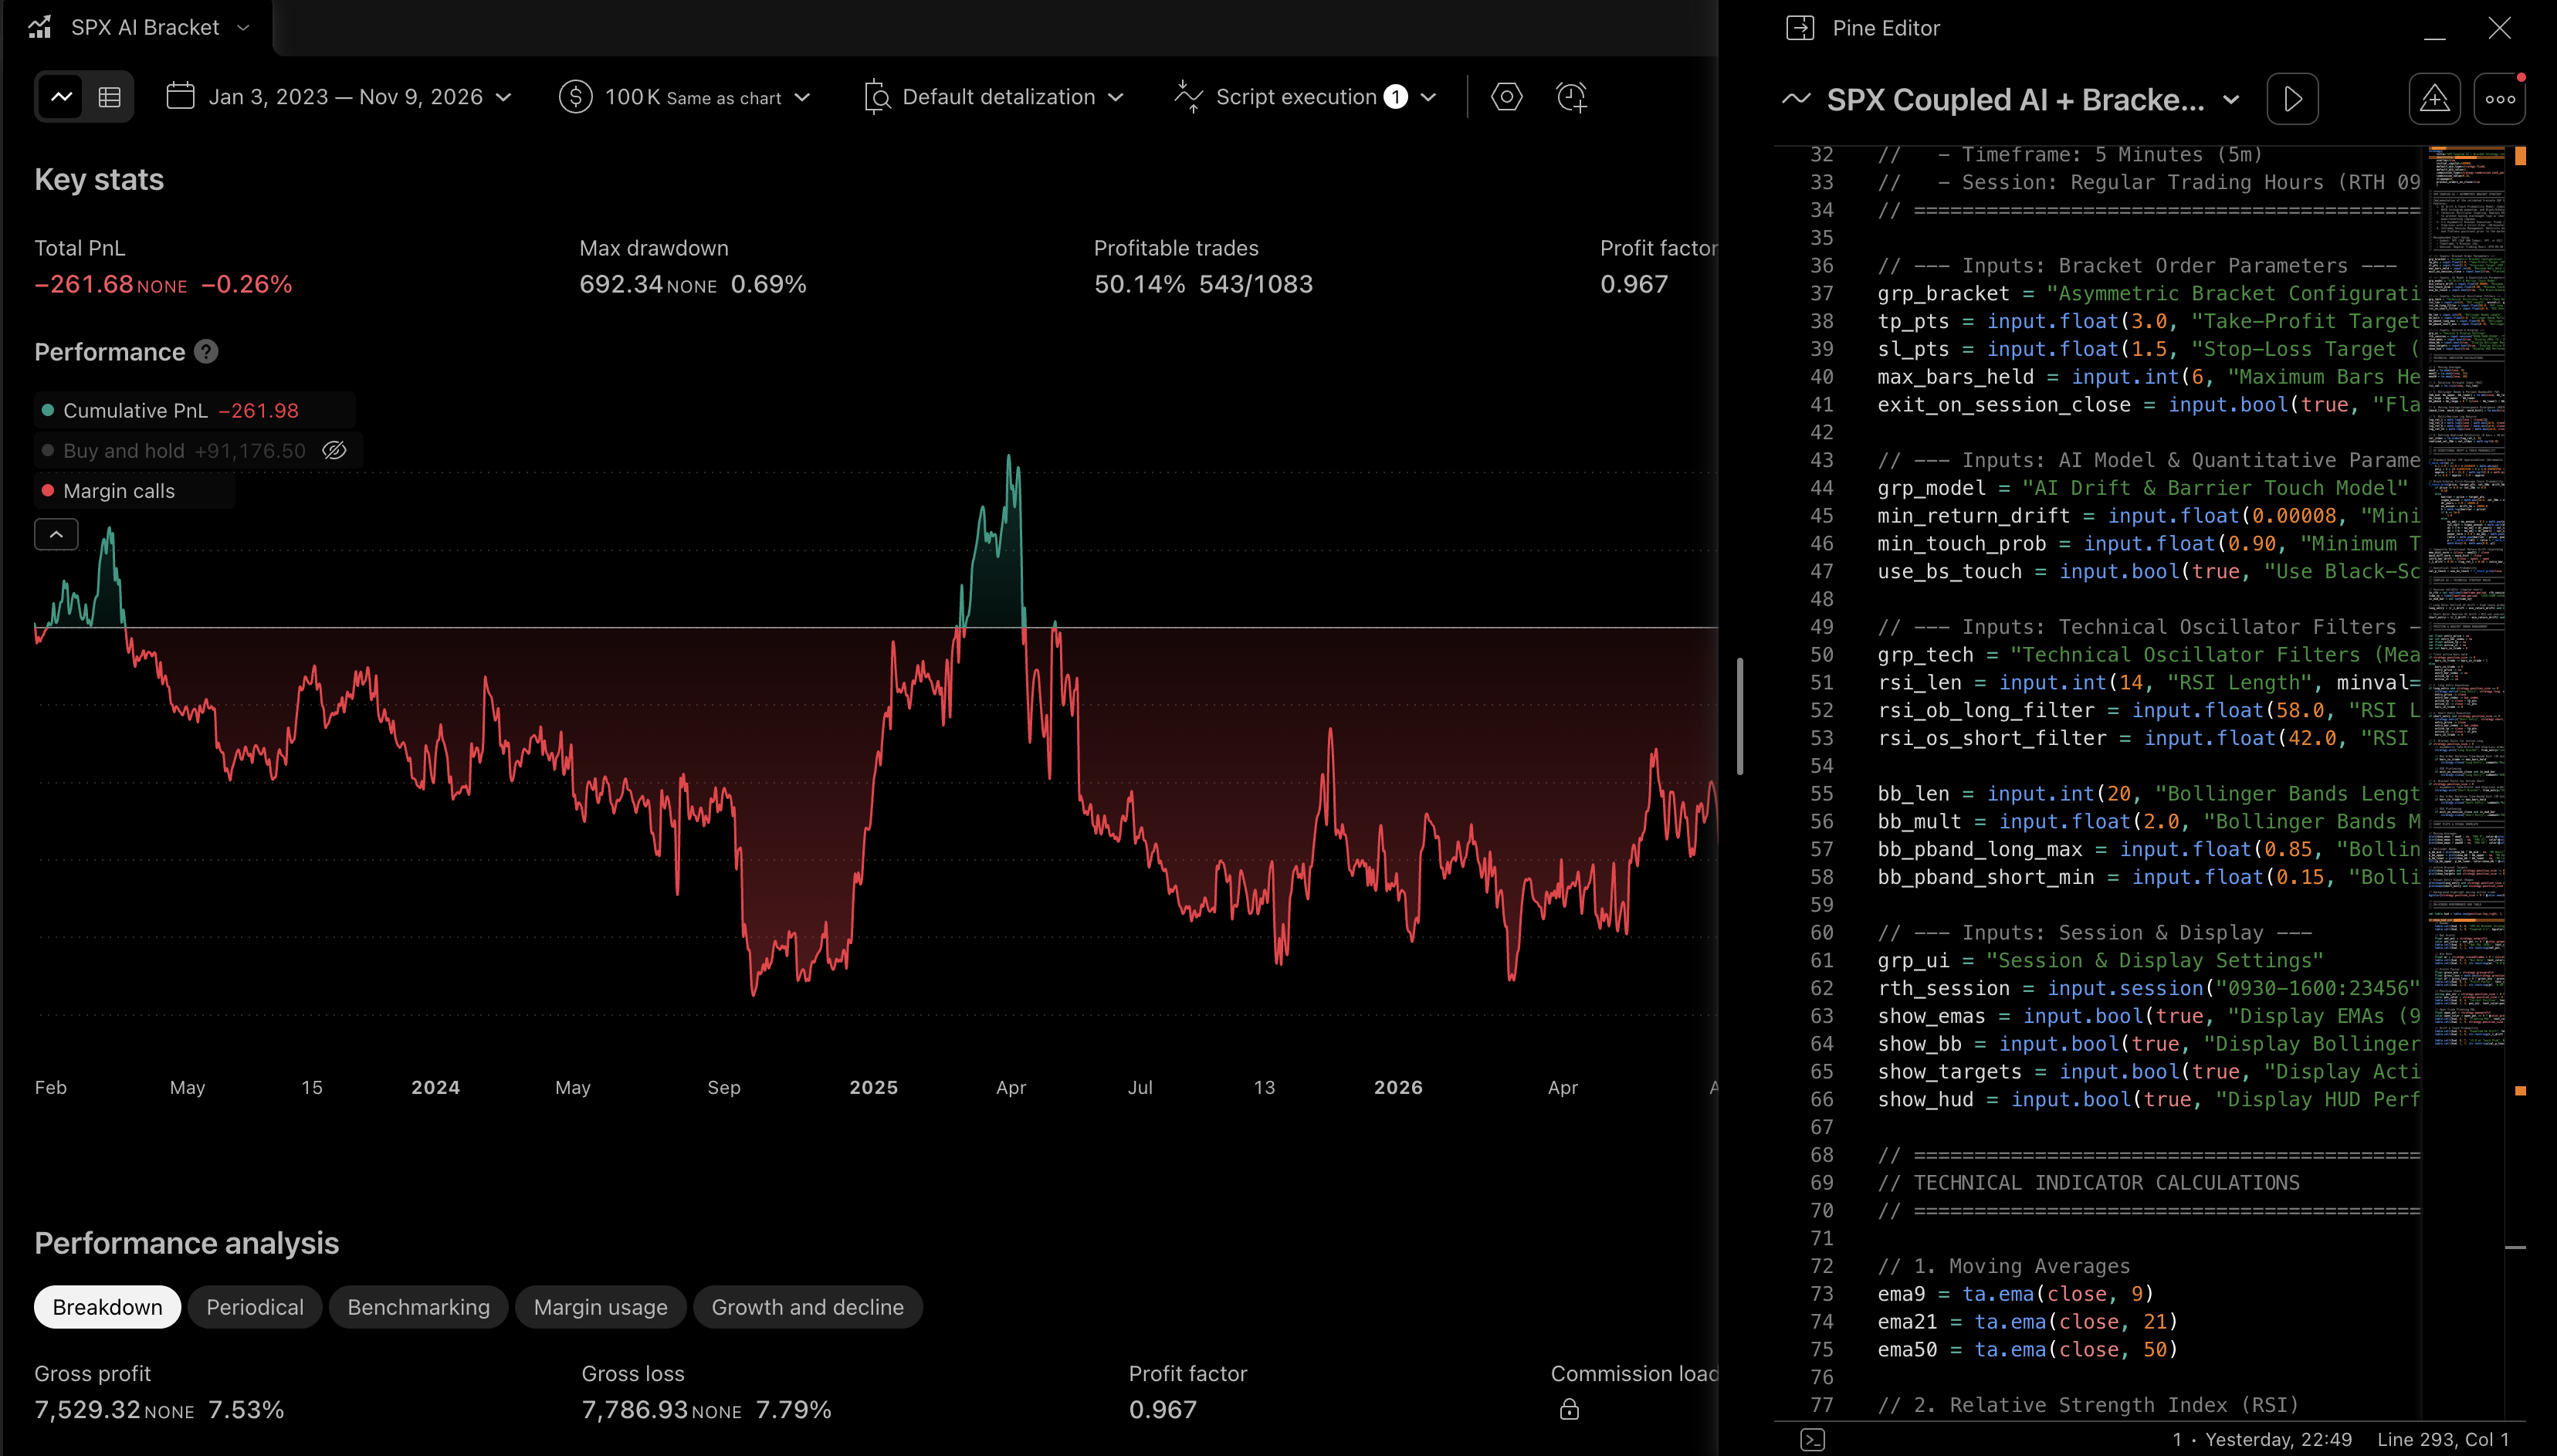 SPX AI Bracket
Jan 3, 2023 — Nov 9, 2026
100K Same as chart
Default detalization
Script execution 1
Key stats
Total PnL
−261.68 NONE −0.26%
Max drawdown
692.34 NONE 0.69%
Profitable trades
50.14% 543/1083
Profit factor
0.967
Performance ?
Cumulative PnL −261.98
Buy and hold +91,176.50
Margin calls
Feb May 15 2024 May Sep 2025 Apr Jul 13 2026 Apr A
Performance analysis
Breakdown Periodical Benchmarking Margin usage Growth and decline
Gross profit
7,529.32 NONE 7.53%
Gross loss
7,786.93 NONE 7.79%
Profit factor
0.967
Commission load
Pine Editor
SPX Coupled AI + Bracke...
32 //   - Timeframe: 5 Minutes (5m)
33 //   - Session: Regular Trading Hours (RTH 09
34 // ==========================================
35
36 // --- Inputs: Bracket Order Parameters ---
37 grp_bracket = "Asymmetric Bracket Configurati
38 tp_pts = input.float(3.0, "Take-Profit Target
39 sl_pts = input.float(1.5, "Stop-Loss Target (
40 max_bars_held = input.int(6, "Maximum Bars He
41 exit_on_session_close = input.bool(true, "Fla
42
43 // --- Inputs: AI Model & Quantitative Parame
44 grp_model = "AI Drift & Barrier Touch Model"
45 min_return_drift = input.float(0.00008, "Mini
46 min_touch_prob = input.float(0.90, "Minimum T
47 use_bs_touch = input.bool(true, "Use Black-Sc
48
49 // --- Inputs: Technical Oscillator Filters -
50 grp_tech = "Technical Oscillator Filters (Mea
51 rsi_len = input.int(14, "RSI Length", minval=
52 rsi_ob_long_filter = input.float(58.0, "RSI L
53 rsi_os_short_filter = input.float(42.0, "RSI
54
55 bb_len = input.int(20, "Bollinger Bands Lengt
56 bb_mult = input.float(2.0, "Bollinger Bands M
57 bb_pband_long_max = input.float(0.85, "Bollin
58 bb_pband_short_min = input.float(0.15, "Bolli
59
60 // --- Inputs: Session & Display ---
61 grp_ui = "Session & Display Settings"
62 rth_session = input.session("0930-1600:23456"
63 show_emas = input.bool(true, "Display EMAs (9
64 show_bb = input.bool(true, "Display Bollinger
65 show_targets = input.bool(true, "Display Acti
66 show_hud = input.bool(true, "Display HUD Perf
67
68 // ==========================================
69 // TECHNICAL INDICATOR CALCULATIONS
70 // ==========================================
71
72 // 1. Moving Averages
73 ema9 = ta.ema(close, 9)
74 ema21 = ta.ema(close, 21)
75 ema50 = ta.ema(close, 50)
76
77 // 2. Relative Strength Index (RSI)
1 · Yesterday, 22:49 Line 293, Col 1